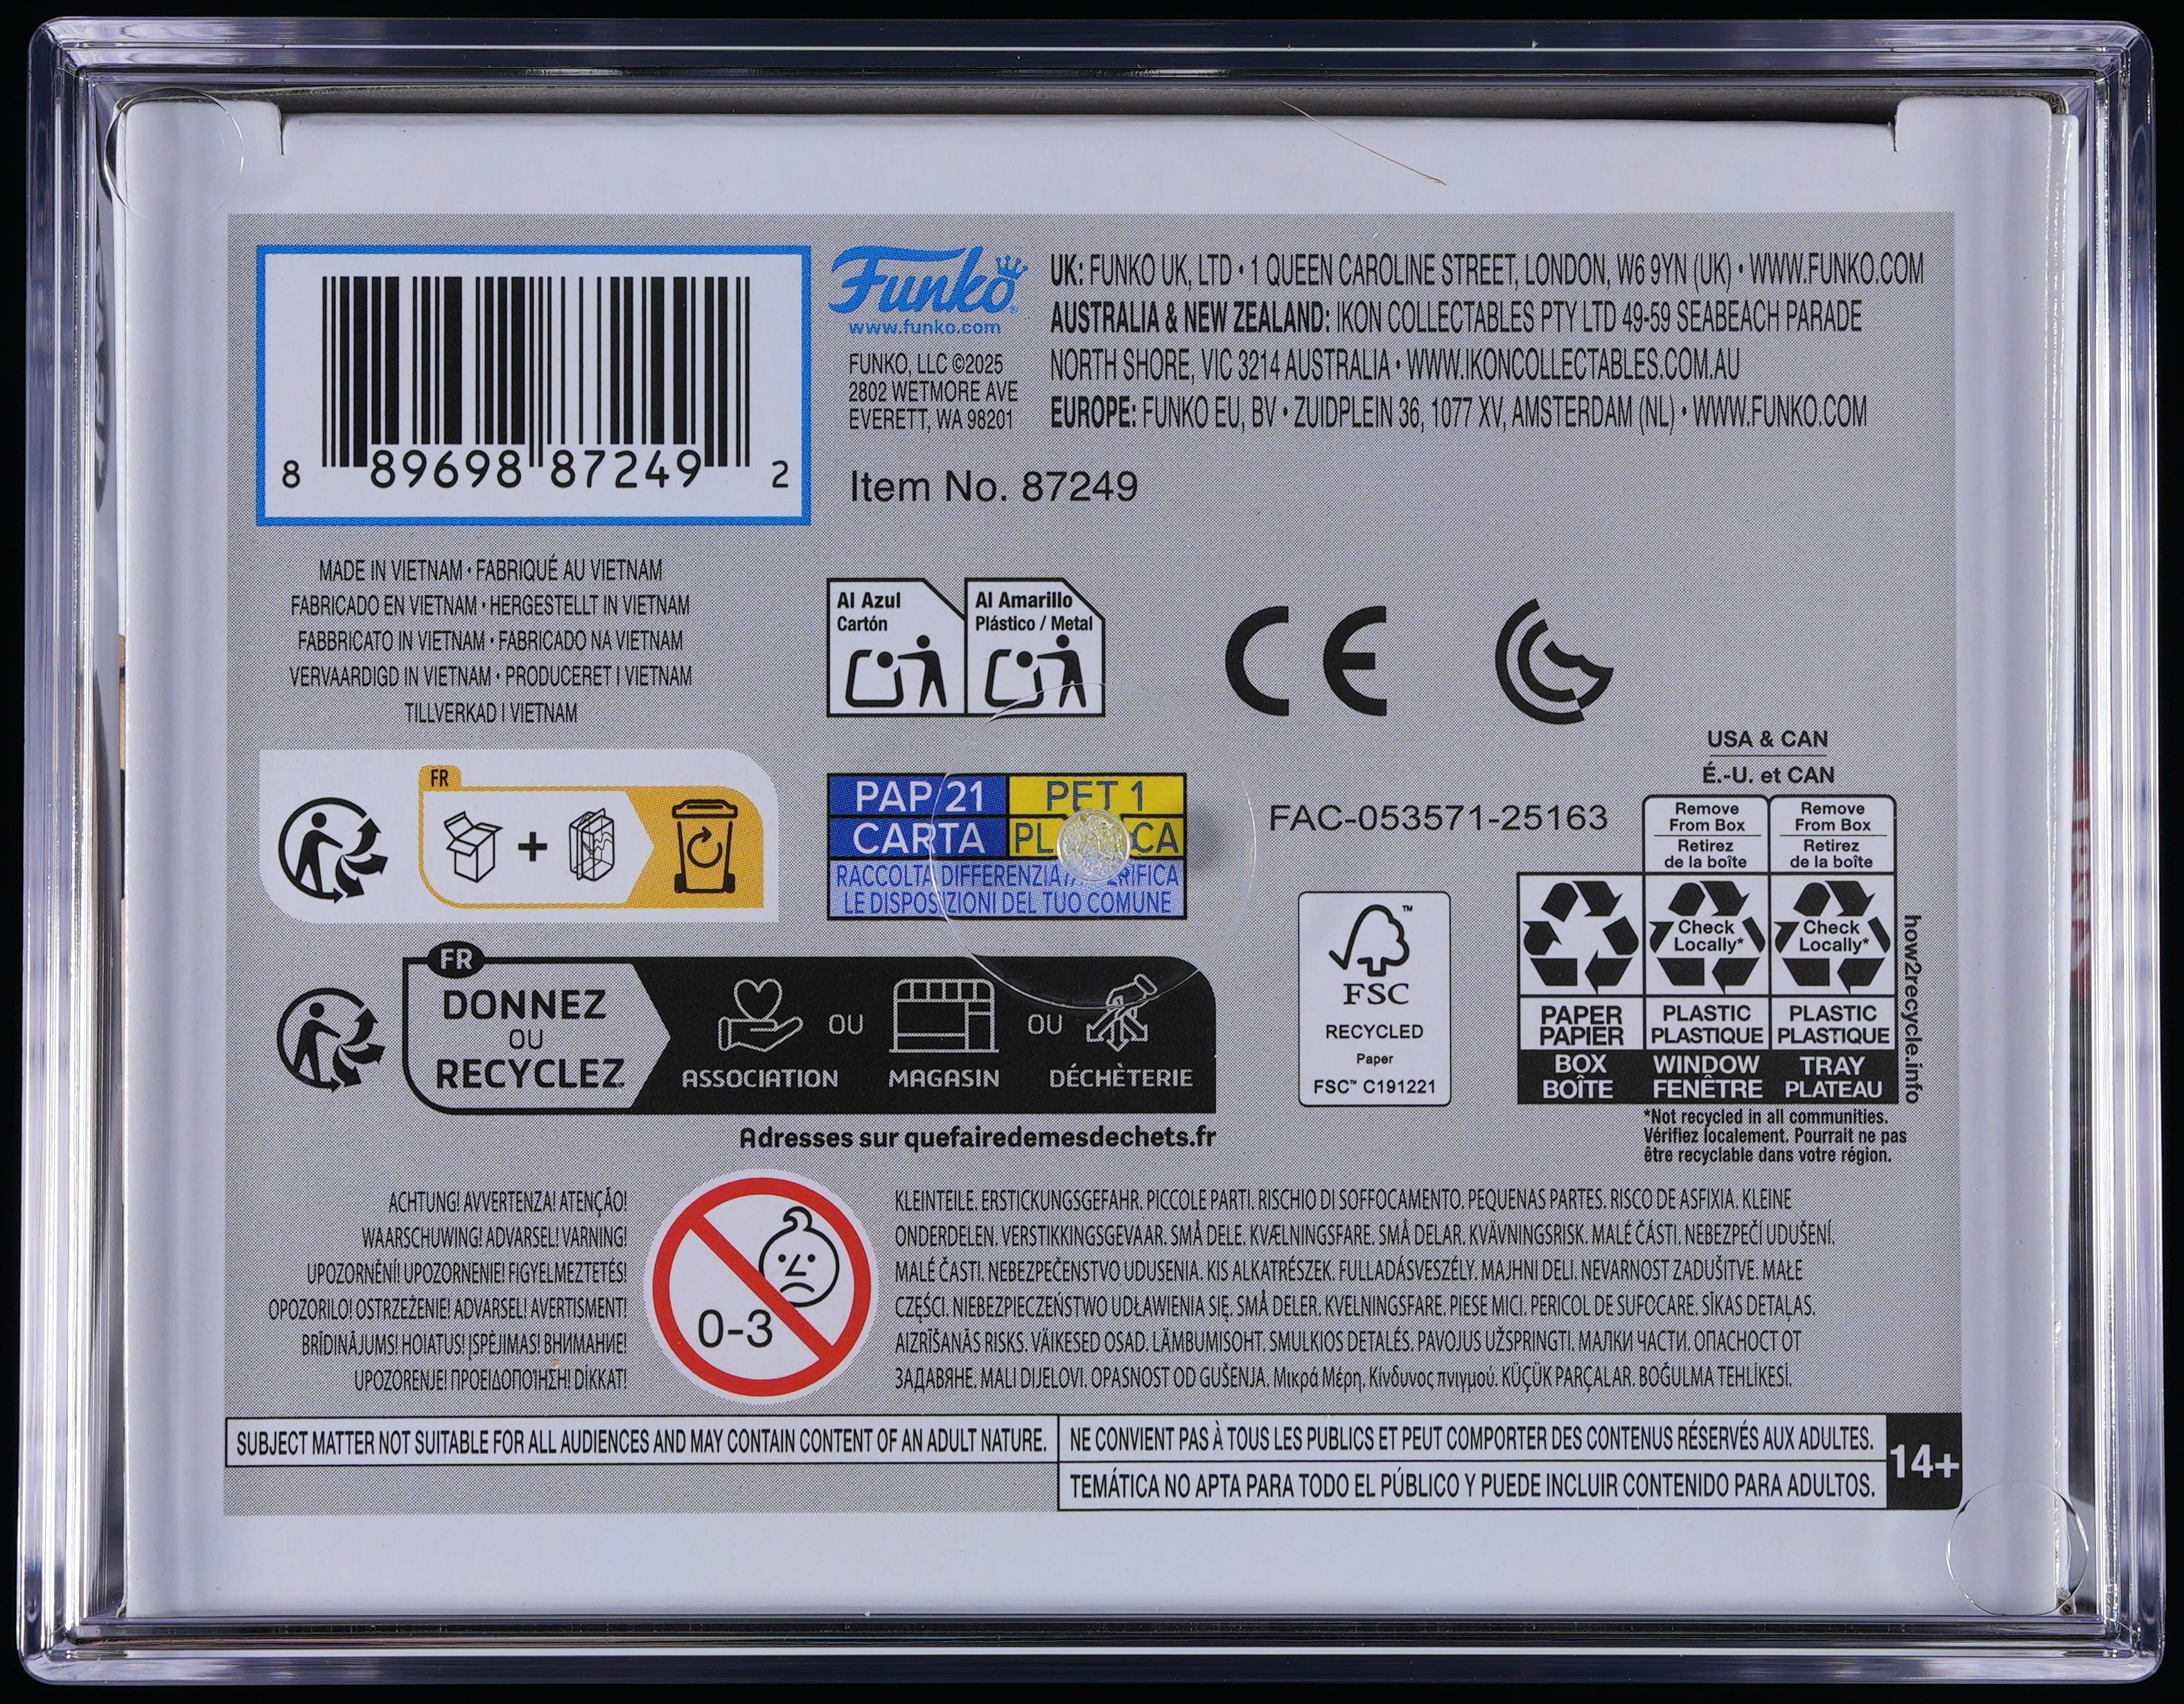 8 89698 87249 2
Funko
www.funko.com
FUNKO, LLC ©2025
2802 WETMORE AVE
EVERETT, WA 98201
UK: FUNKO UK, LTD • 1 QUEEN CAROLINE STREET, LONDON, W6 9YN (UK) • WWW.FUNKO.COM
AUSTRALIA & NEW ZEALAND: IKON COLLECTABLES PTY LTD 49-59 SEABEACH PARADE
NORTH SHORE, VIC 3214 AUSTRALIA • WWW.IKONCOLLECTABLES.COM.AU
EUROPE: FUNKO EU, BV • ZUIDPLEIN 36, 1077 XV, AMSTERDAM (NL) • WWW.FUNKO.COM
Item No. 87249
MADE IN VIETNAM • FABRIQUÉ AU VIETNAM
FABRICADO EN VIETNAM • HERGESTELLT IN VIETNAM
FABBRICATO IN VIETNAM • FABRICADO NA VIETNAM
VERVAARDIGD IN VIETNAM • PRODUCERET I VIETNAM
TILLVERKAD I VIETNAM
Al Azul
Cartón
Al Amarillo
Plástico / Metal
CE
FR
+
PAP 21
CARTA
PET 1
RACCOLTA
LE DISPOSIZIONI DEL TUO COMUNE
FAC-053571-25163
USA & CAN
É.-U. et CAN
Remove
From Box
Retirez
de la boîte
Remove
From Box
Retirez
de la boîte
Check
Locally*
Check
Locally*
PAPER
PAPIER
PLASTIC
PLASTIQUE
PLASTIC
PLASTIQUE
BOX
BOÎTE
WINDOW
FENÊTRE
TRAY
PLATEAU
how2recycle.info
*Not recycled in all communities.
Vérifiez localement. Pourrait ne pas
être recyclable dans votre région.
FSC™
RECYCLED
Paper
FSC™ C191221
FR
DONNEZ
OU
RECYCLEZ
ASSOCIATION
OU
MAGASIN
OU
DÉCHÈTERIE
Adresses sur quefairedemesdechets.fr
ACHTUNG! AVVERTENZA! ATENÇÃO!
WAARSCHUWING! ADVARSEL! VARNING!
UPOZORNĚNÍ! UPOZORNENIE! FIGYELMEZTETÉS!
OPOZORILO! OSTRZEŻENIE! ADVARSEL! AVERTISMENT!
BRĪDINĀJUMS! HOIATUS! ĮSPĖJIMAS! ВНИМАНИЕ!
UPOZORENJE! ΠΡΟΕΙΔΟΠΟΊΗΣΗ! DİKKAT!
0-3
KLEINTEILE. ERSTICKUNGSGEFAHR. PICCOLE PARTI. RISCHIO DI SOFFOCAMENTO. PEQUENAS PARTES. RISCO DE ASFIXIA. KLEINE
ONDERDELEN. VERSTIKKINGSGEVAAR. SMÅ DELE. KVÆLNINGSFARE. SMÅ DELAR. KVÄVNINGSRISK. MALÉ ČÁSTI. NEBEZPEČÍ UDUŠENÍ.
MALÉ ČASTI. NEBEZPEČENSTVO UDUSENIA. KIS ALKATRÉSZEK. FULLADÁSVESZÉLY. MAJHNI DELI. NEVARNOST ZADUŠITVE. MAŁE
CZĘŚCI. NIEBEZPIECZEŃSTWO UDŁAWIENIA SIĘ. SMÅ DELER. KVELNINGSFARE. PIESE MICI. PERICOL DE SUFOCARE. SĪKAS DETAĻAS.
AIZRĪŠANĀS RISKS. VÄIKESED OSAD. LÄMBUMISOHT. SMULKIOS DETALĖS. PAVOJUS UŽSPRINGTI. МАЛКИ ЧАСТИ. ОПАСНОСТ ОТ
ЗАДАВЯНЕ. MALI DIJELOVI. OPASNOST OD GUŠENJA. Μικρά Μέρη. Κίνδυνος πνιγμού. KÜÇÜK PARÇALAR. BOĞULMA TEHLİKESİ.
SUBJECT MATTER NOT SUITABLE FOR ALL AUDIENCES AND MAY CONTAIN CONTENT OF AN ADULT NATURE.
NE CONVIENT PAS À TOUS LES PUBLICS ET PEUT COMPORTER DES CONTENUS RÉSERVÉS AUX ADULTES.
TEMÁTICA NO APTA PARA TODO EL PÚBLICO Y PUEDE INCLUIR CONTENIDO PARA ADULTOS.
14+